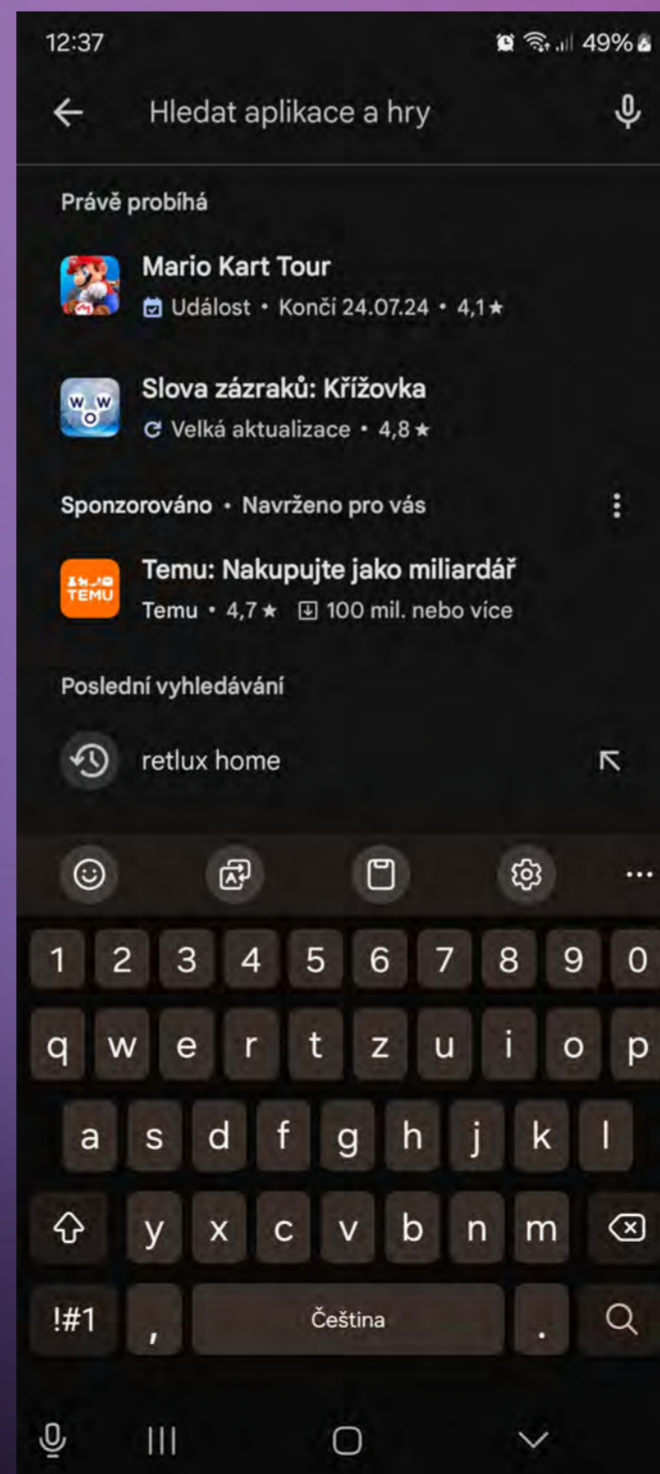 12:37 49%
Hledat aplikace a hry
Právě probíhá
Mario Kart Tour
Událost • Končí 24.07.24 • 4,1★
W W O
Slova zázraků: Křížovka
Velká aktualizace • 4,8 ★
Sponzorováno • Navrženo pro vás
TEMU
Temu: Nakupujte jako miliardář
Temu • 4,7 ★ 100 mil. nebo více
Poslední vyhledávání
retlux home
1 2 3 4 5 6 7 8 9 0
q w e r t z u i o p
a s d f g h j k l
y x c v b n m
!#1 , Čeština .